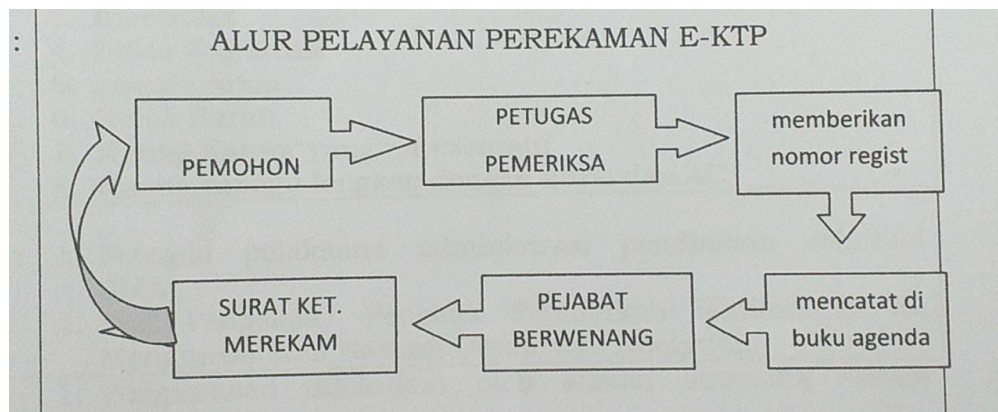 : ALUR PELAYANAN PEREKAMAN E-KTP
PEMOHON
PETUGAS
PEMERIKSA
memberikan
nomor regist
mencatat di
buku agenda
PEJABAT
BERWENANG
SURAT KET.
MEREKAM